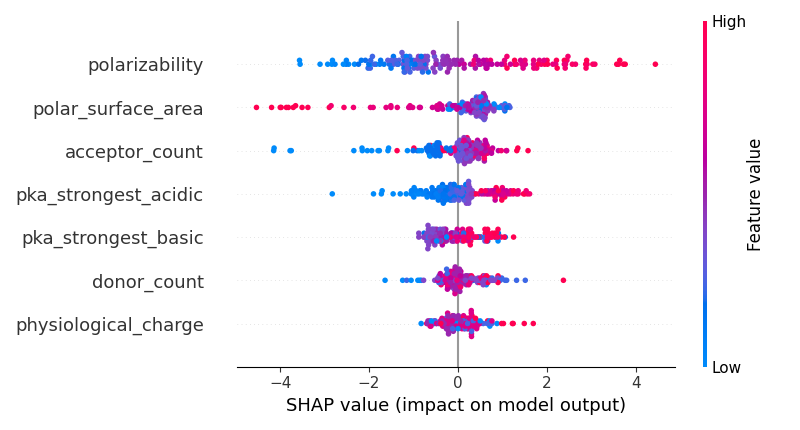 High
polarizability
polar_surface_area
acceptor_count
pka_strongest_acidic
pka_strongest_basic
donor_count
physiological_charge
Feature value
Low
−4 −2 0 2 4
SHAP value (impact on model output)